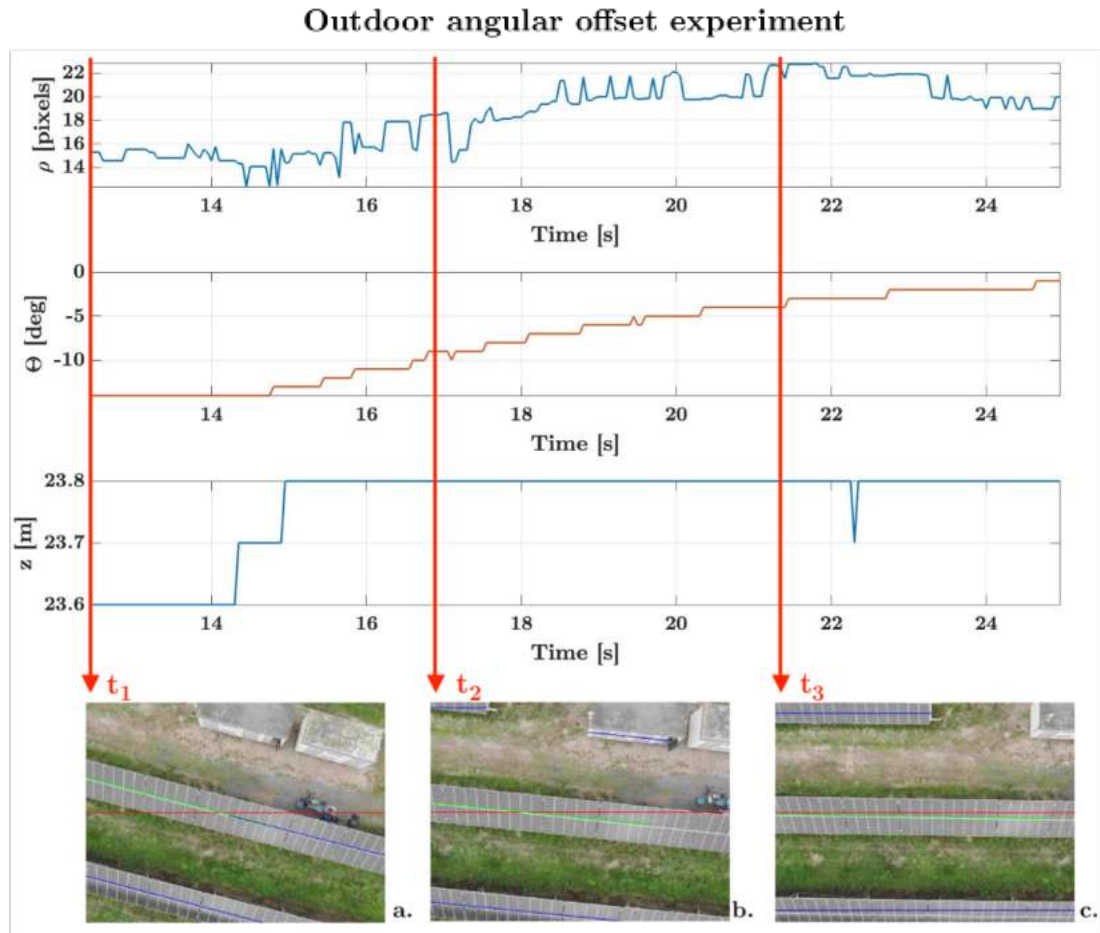 Outdoor angular offset experiment
ρ [pixels]
22
20
18
16
14
14 16 18 20 22 24
Time [s]
Θ [deg]
0
-5
-10
14 16 18 20 22 24
Time [s]
z [m]
23.8
23.7
23.6
14 16 18 20 22 24
Time [s]
t₁ t₂ t₃
a. b. c.